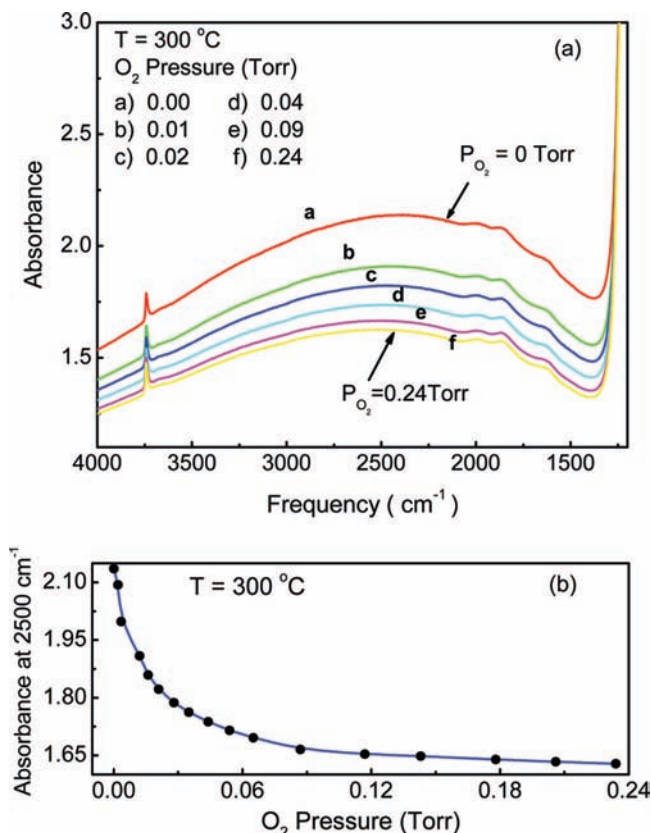 3.0
T = 300 °C
(a)
O₂ Pressure (Torr)
a) 0.00 d) 0.04
b) 0.01 e) 0.09
c) 0.02 f) 0.24
2.5
P_O₂ = 0 Torr
Absorbance
a
2.0
b
c
d
e
f
1.5
P_O₂=0.24Torr
4000 3500 3000 2500 2000 1500
Frequency ( cm⁻¹)
Absorbance at 2500 cm⁻¹
2.10
T = 300 °C
(b)
1.95
1.80
1.65
0.00 0.06 0.12 0.18 0.24
O₂ Pressure (Torr)